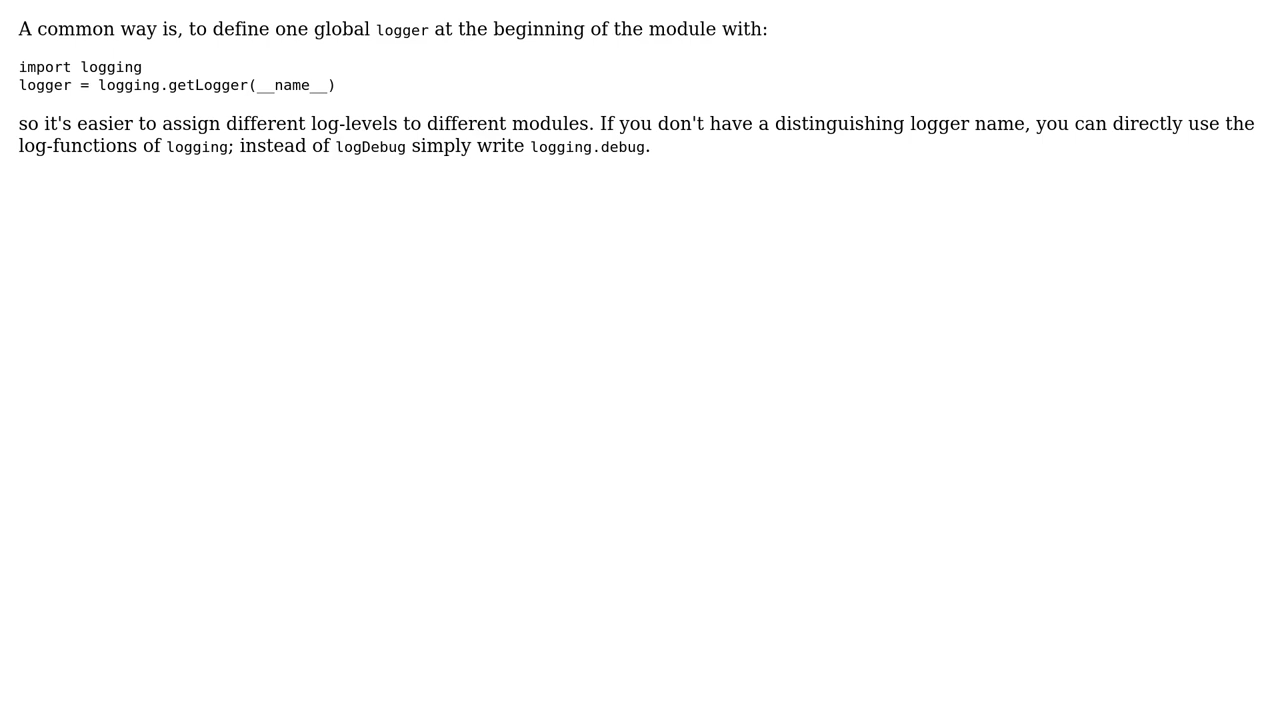 A common way is, to define one global logger at the beginning of the module with:
import logging
logger = logging.getLogger(__name__)
so it's easier to assign different log-levels to different modules. If you don't have a distinguishing logger name, you can directly use the
log-functions of logging; instead of logDebug simply write logging.debug.